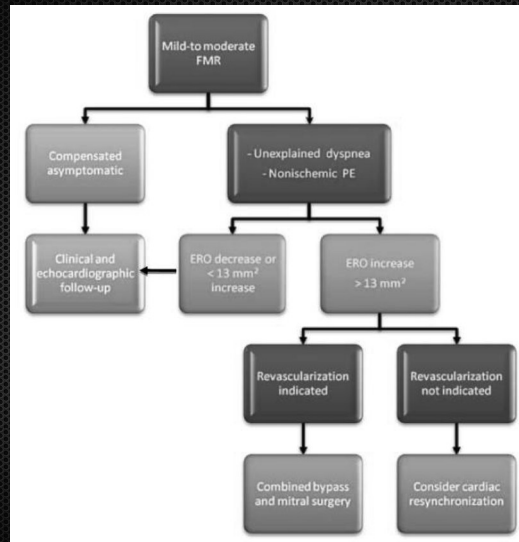 Mild-to moderate
FMR
Compensated
asymptomatic
- Unexplained dyspnea
- Nonischemic PE
Clinical and
echocardiographic
follow-up
ERO decrease or
< 13 mm²
increase
ERO increase
> 13 mm²
Revascularization
indicated
Revascularization
not indicated
Combined bypass
and mitral surgery
Consider cardiac
resynchronization